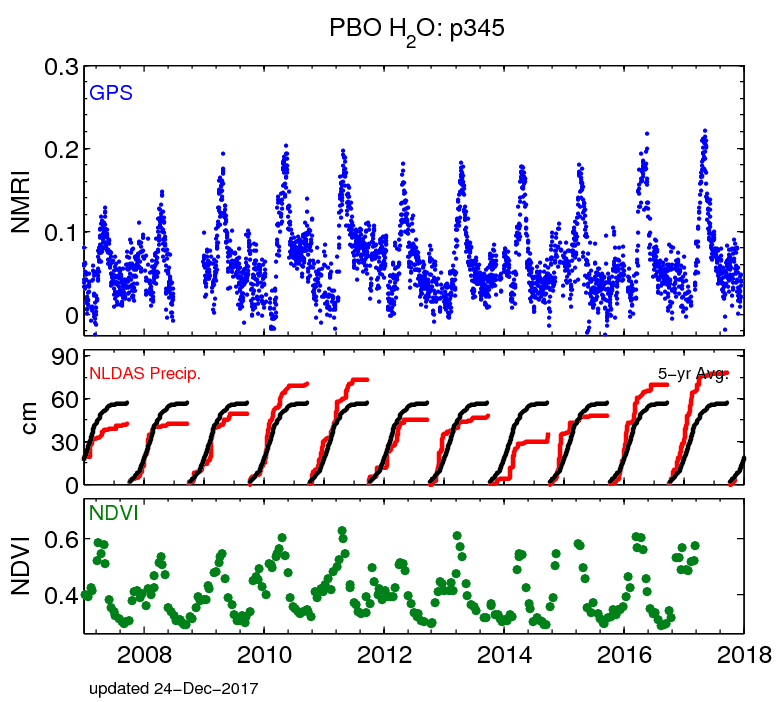 PBO H₂O: p345
0.3
GPS
0.2
NMRI
0.1
0
90
NLDAS Precip.
5−yr Avg.
60
cm
30
0
NDVI
0.6
NDVI
0.4
2008 2010 2012 2014 2016 2018
updated 24−Dec−2017